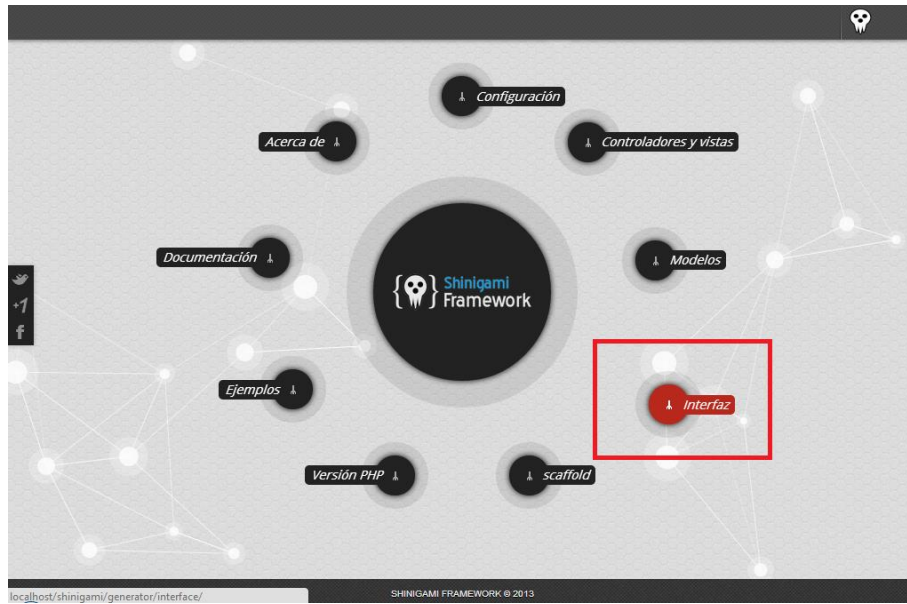 Configuración
Acerca de
Controladores y vistas
Documentación
Modelos
Shinigami
Framework
+1
f
Ejemplos
Interfaz
Versión PHP
scaffold
SHINIGAMI FRAMEWORK © 2013
localhost/shinigami/generator/interface/